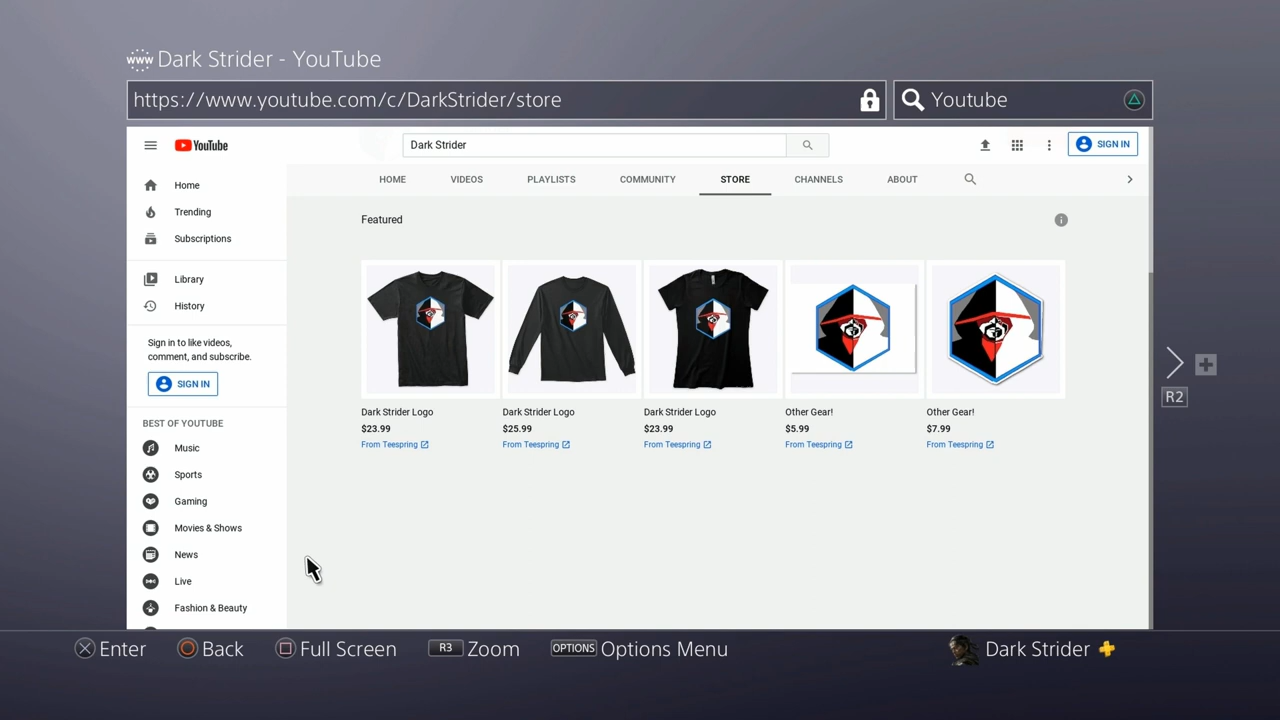 www Dark Strider - YouTube
https://www.youtube.com/c/DarkStrider/store
Youtube
YouTube
Dark Strider
SIGN IN
HOME VIDEOS PLAYLISTS COMMUNITY STORE CHANNELS ABOUT
Home
Trending
Subscriptions
Library
History
Sign in to like videos,
comment, and subscribe.
SIGN IN
BEST OF YOUTUBE
Music
Sports
Gaming
Movies & Shows
News
Live
Fashion & Beauty
Featured
Dark Strider Logo
$23.99
From Teespring
Dark Strider Logo
$25.99
From Teespring
Dark Strider Logo
$23.99
From Teespring
Other Gear!
$5.99
From Teespring
Other Gear!
$7.99
From Teespring
R2
Enter Back Full Screen R3 Zoom OPTIONS Options Menu Dark Strider